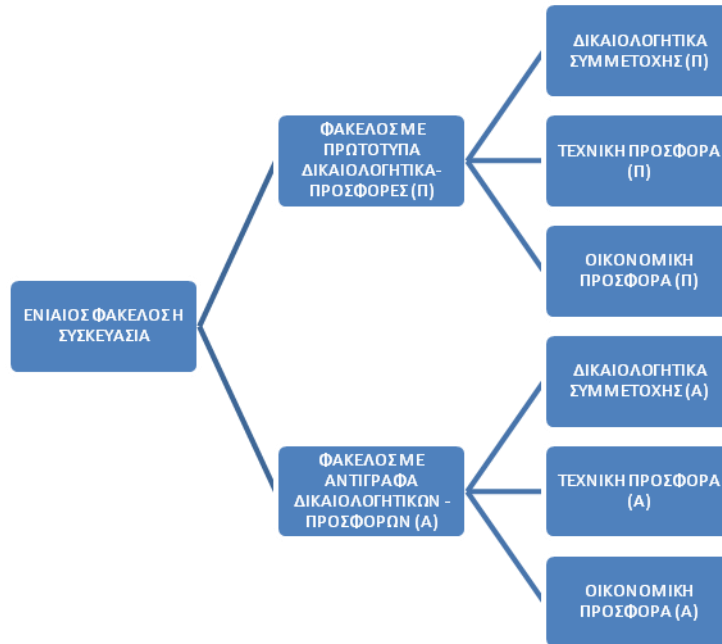 ΕΝΙΑΙΟΣ ΦΑΚΕΛΟΣ Η
ΣΥΣΚΕΥΑΣΙΑ
ΦΑΚΕΛΟΣ ΜΕ
ΠΡΩΤΟΤΥΠΑ
ΔΙΚΑΙΟΛΟΓΗΤΙΚΑ-
ΠΡΟΣΦΟΡΕΣ (Π)
ΔΙΚΑΙΟΛΟΓΗΤΙΚΑ
ΣΥΜΜΕΤΟΧΗΣ (Π)
ΤΕΧΝΙΚΗ ΠΡΟΣΦΟΡΑ
(Π)
ΟΙΚΟΝΟΜΙΚΗ
ΠΡΟΣΦΟΡΑ (Π)
ΦΑΚΕΛΟΣ ΜΕ
ΑΝΤΙΓΡΑΦΑ
ΔΙΚΑΙΟΛΟΓΗΤΙΚΩΝ -
ΠΡΟΣΦΟΡΩΝ (Α)
ΔΙΚΑΙΟΛΟΓΗΤΙΚΑ
ΣΥΜΜΕΤΟΧΗΣ (Α)
ΤΕΧΝΙΚΗ ΠΡΟΣΦΟΡΑ
(Α)
ΟΙΚΟΝΟΜΙΚΗ
ΠΡΟΣΦΟΡΑ (Α)